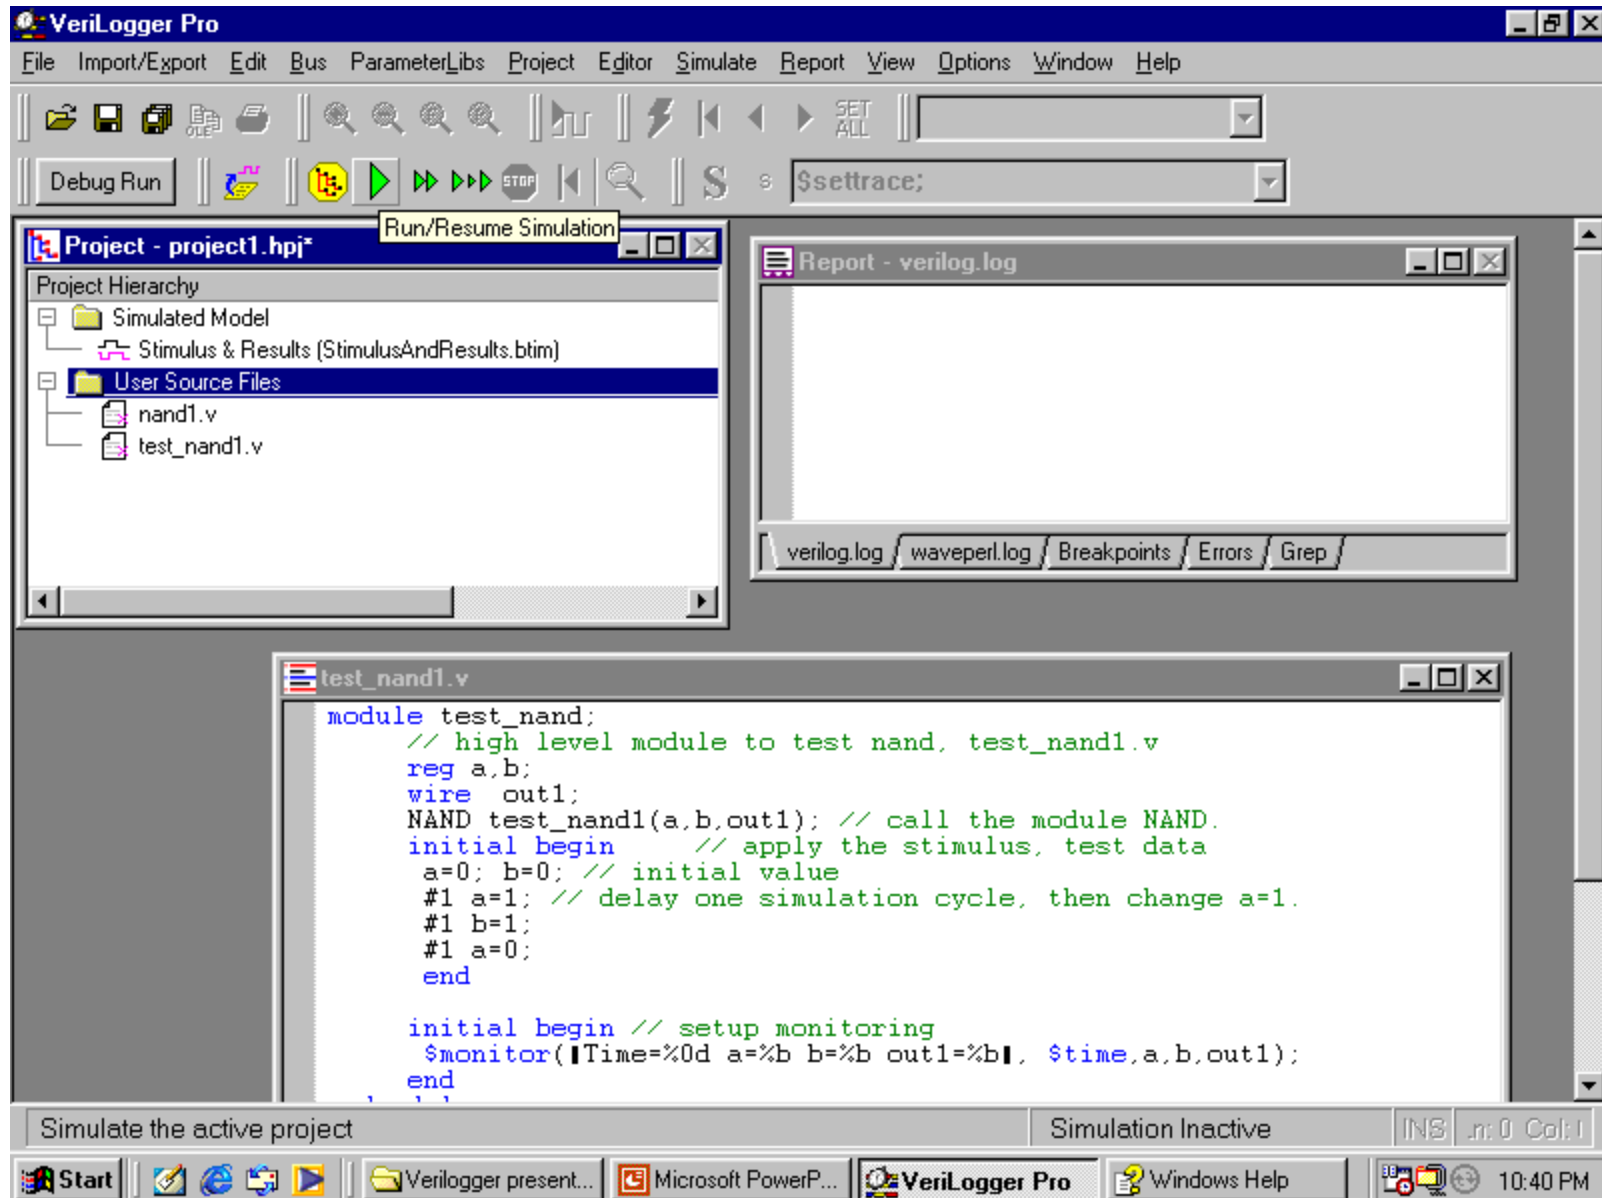 VeriLogger Pro
File Import/Export Edit Bus ParameterLibs Project Editor Simulate Report View Options Window Help
OLE SET ALL
Debug Run STOP S s $settrace;
Run/Resume Simulation
Project - project1.hpj*
Project Hierarchy
Simulated Model
Stimulus & Results (StimulusAndResults.btim)
User Source Files
nand1.v
test_nand1.v
Report - verilog.log
verilog.log waveperl.log Breakpoints Errors Grep
test_nand1.v
module test_nand;
// high level module to test nand, test_nand1.v
reg a,b;
wire out1;
NAND test_nand1(a,b,out1); // call the module NAND.
initial begin // apply the stimulus, test data
a=0; b=0; // initial value
#1 a=1; // delay one simulation cycle, then change a=1.
#1 b=1;
#1 a=0;
end
initial begin // setup monitoring
$monitor(▮Time=%0d a=%b b=%b out1=%b▮, $time,a,b,out1);
end
Simulate the active project Simulation Inactive INS .n: 0 Col: 
Start Verilogger present... Microsoft PowerP... VeriLogger Pro Windows Help 10:40 PM